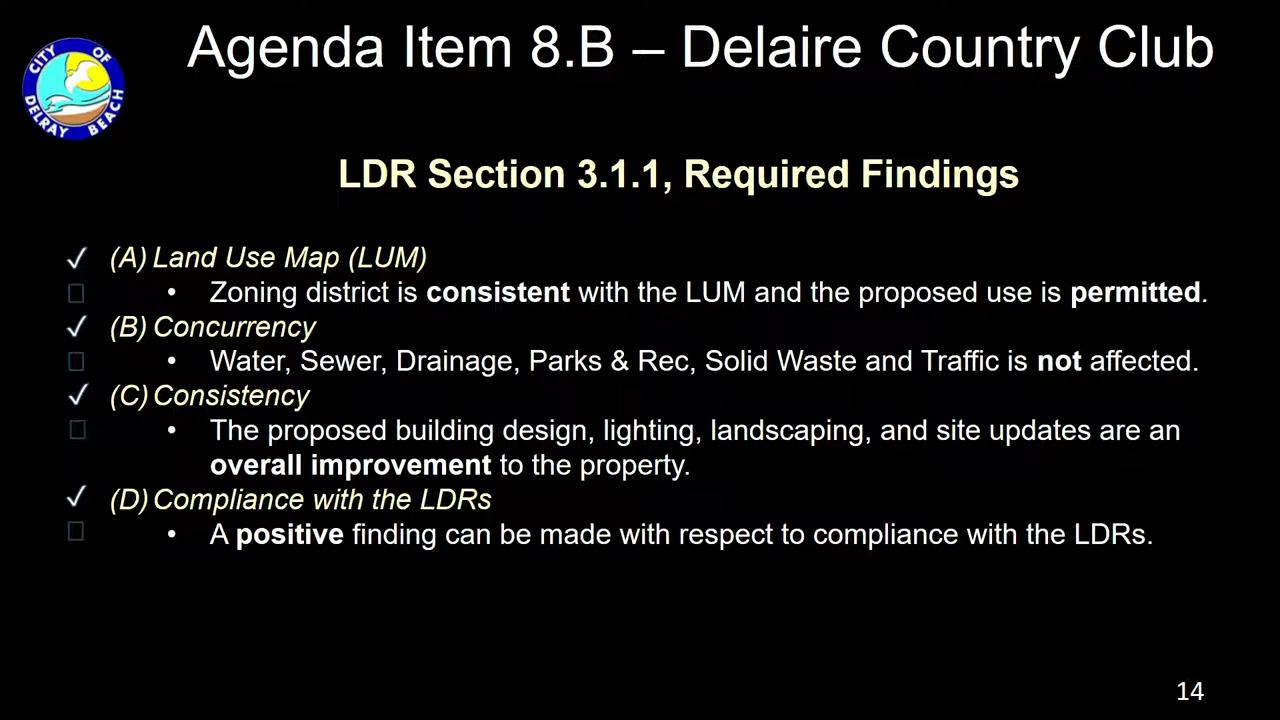 CITY OF
DELRAY BEACH
Agenda Item 8.B – Delaire Country Club
LDR Section 3.1.1, Required Findings
✓ (A) Land Use Map (LUM)
• Zoning district is consistent with the LUM and the proposed use is permitted.
✓ (B) Concurrency
• Water, Sewer, Drainage, Parks & Rec, Solid Waste and Traffic is not affected.
✓ (C) Consistency
• The proposed building design, lighting, landscaping, and site updates are an
overall improvement to the property.
✓ (D) Compliance with the LDRs
• A positive finding can be made with respect to compliance with the LDRs.
14